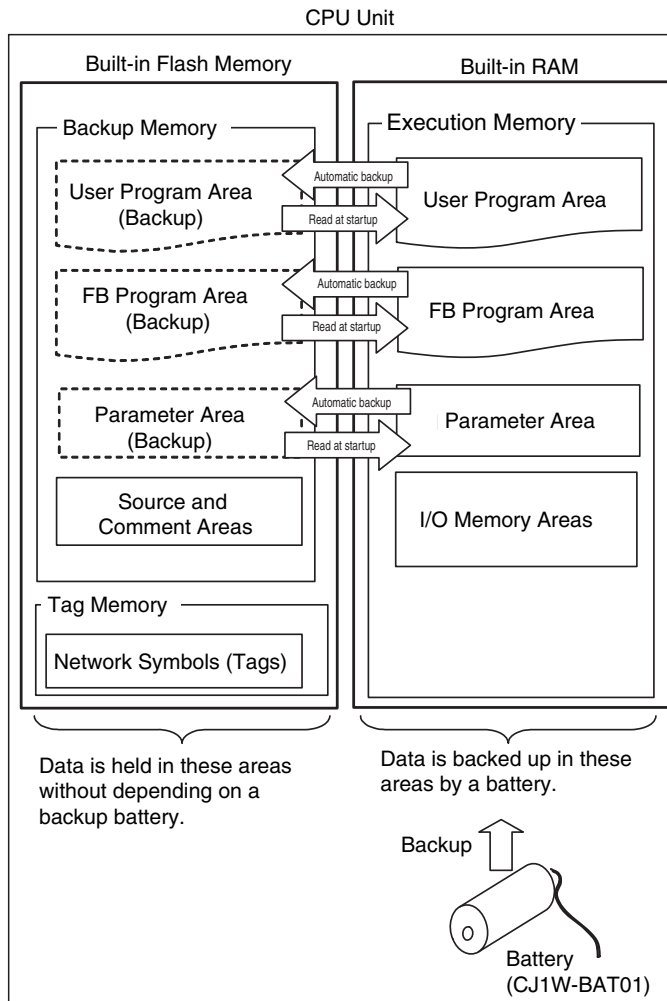 CPU Unit
Built-in Flash Memory
Built-in RAM
Backup Memory
Execution Memory
User Program Area
(Backup)
Automatic backup
Read at startup
User Program Area
FB Program Area
(Backup)
Automatic backup
Read at startup
FB Program Area
Parameter Area
(Backup)
Automatic backup
Read at startup
Parameter Area
Source and
Comment Areas
I/O Memory Areas
Tag Memory
Network Symbols (Tags)
Data is held in these areas
without depending on a
backup battery.
Data is backed up in these
areas by a battery.
Backup
Battery
(CJ1W-BAT01)